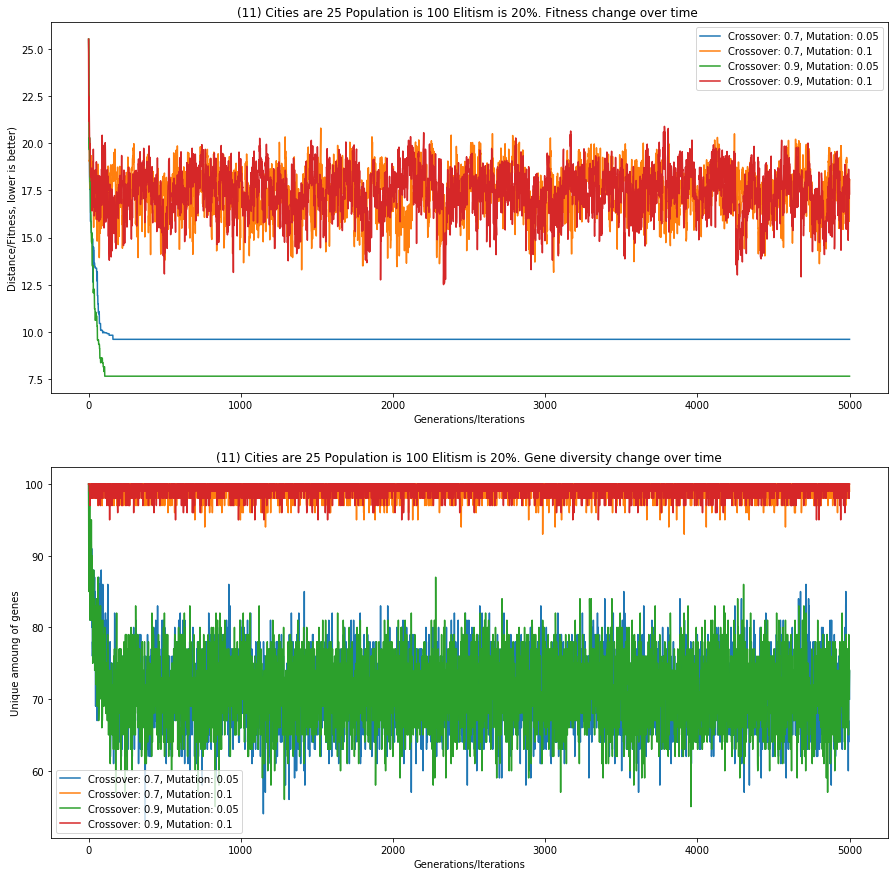 (11) Cities are 25 Population is 100 Elitism is 20%. Fitness change over time
Crossover: 0.7, Mutation: 0.05
Crossover: 0.7, Mutation: 0.1
Crossover: 0.9, Mutation: 0.05
Crossover: 0.9, Mutation: 0.1
Distance/Fitness, lower is better)
25.0
22.5
20.0
17.5
15.0
12.5
10.0
7.5
0 1000 2000 3000 4000 5000
Generations/Iterations
(11) Cities are 25 Population is 100 Elitism is 20%. Gene diversity change over time
Unique amoung of genes
100
90
80
70
60
Crossover: 0.7, Mutation: 0.05
Crossover: 0.7, Mutation: 0.1
Crossover: 0.9, Mutation: 0.05
Crossover: 0.9, Mutation: 0.1
0 1000 2000 3000 4000 5000
Generations/Iterations